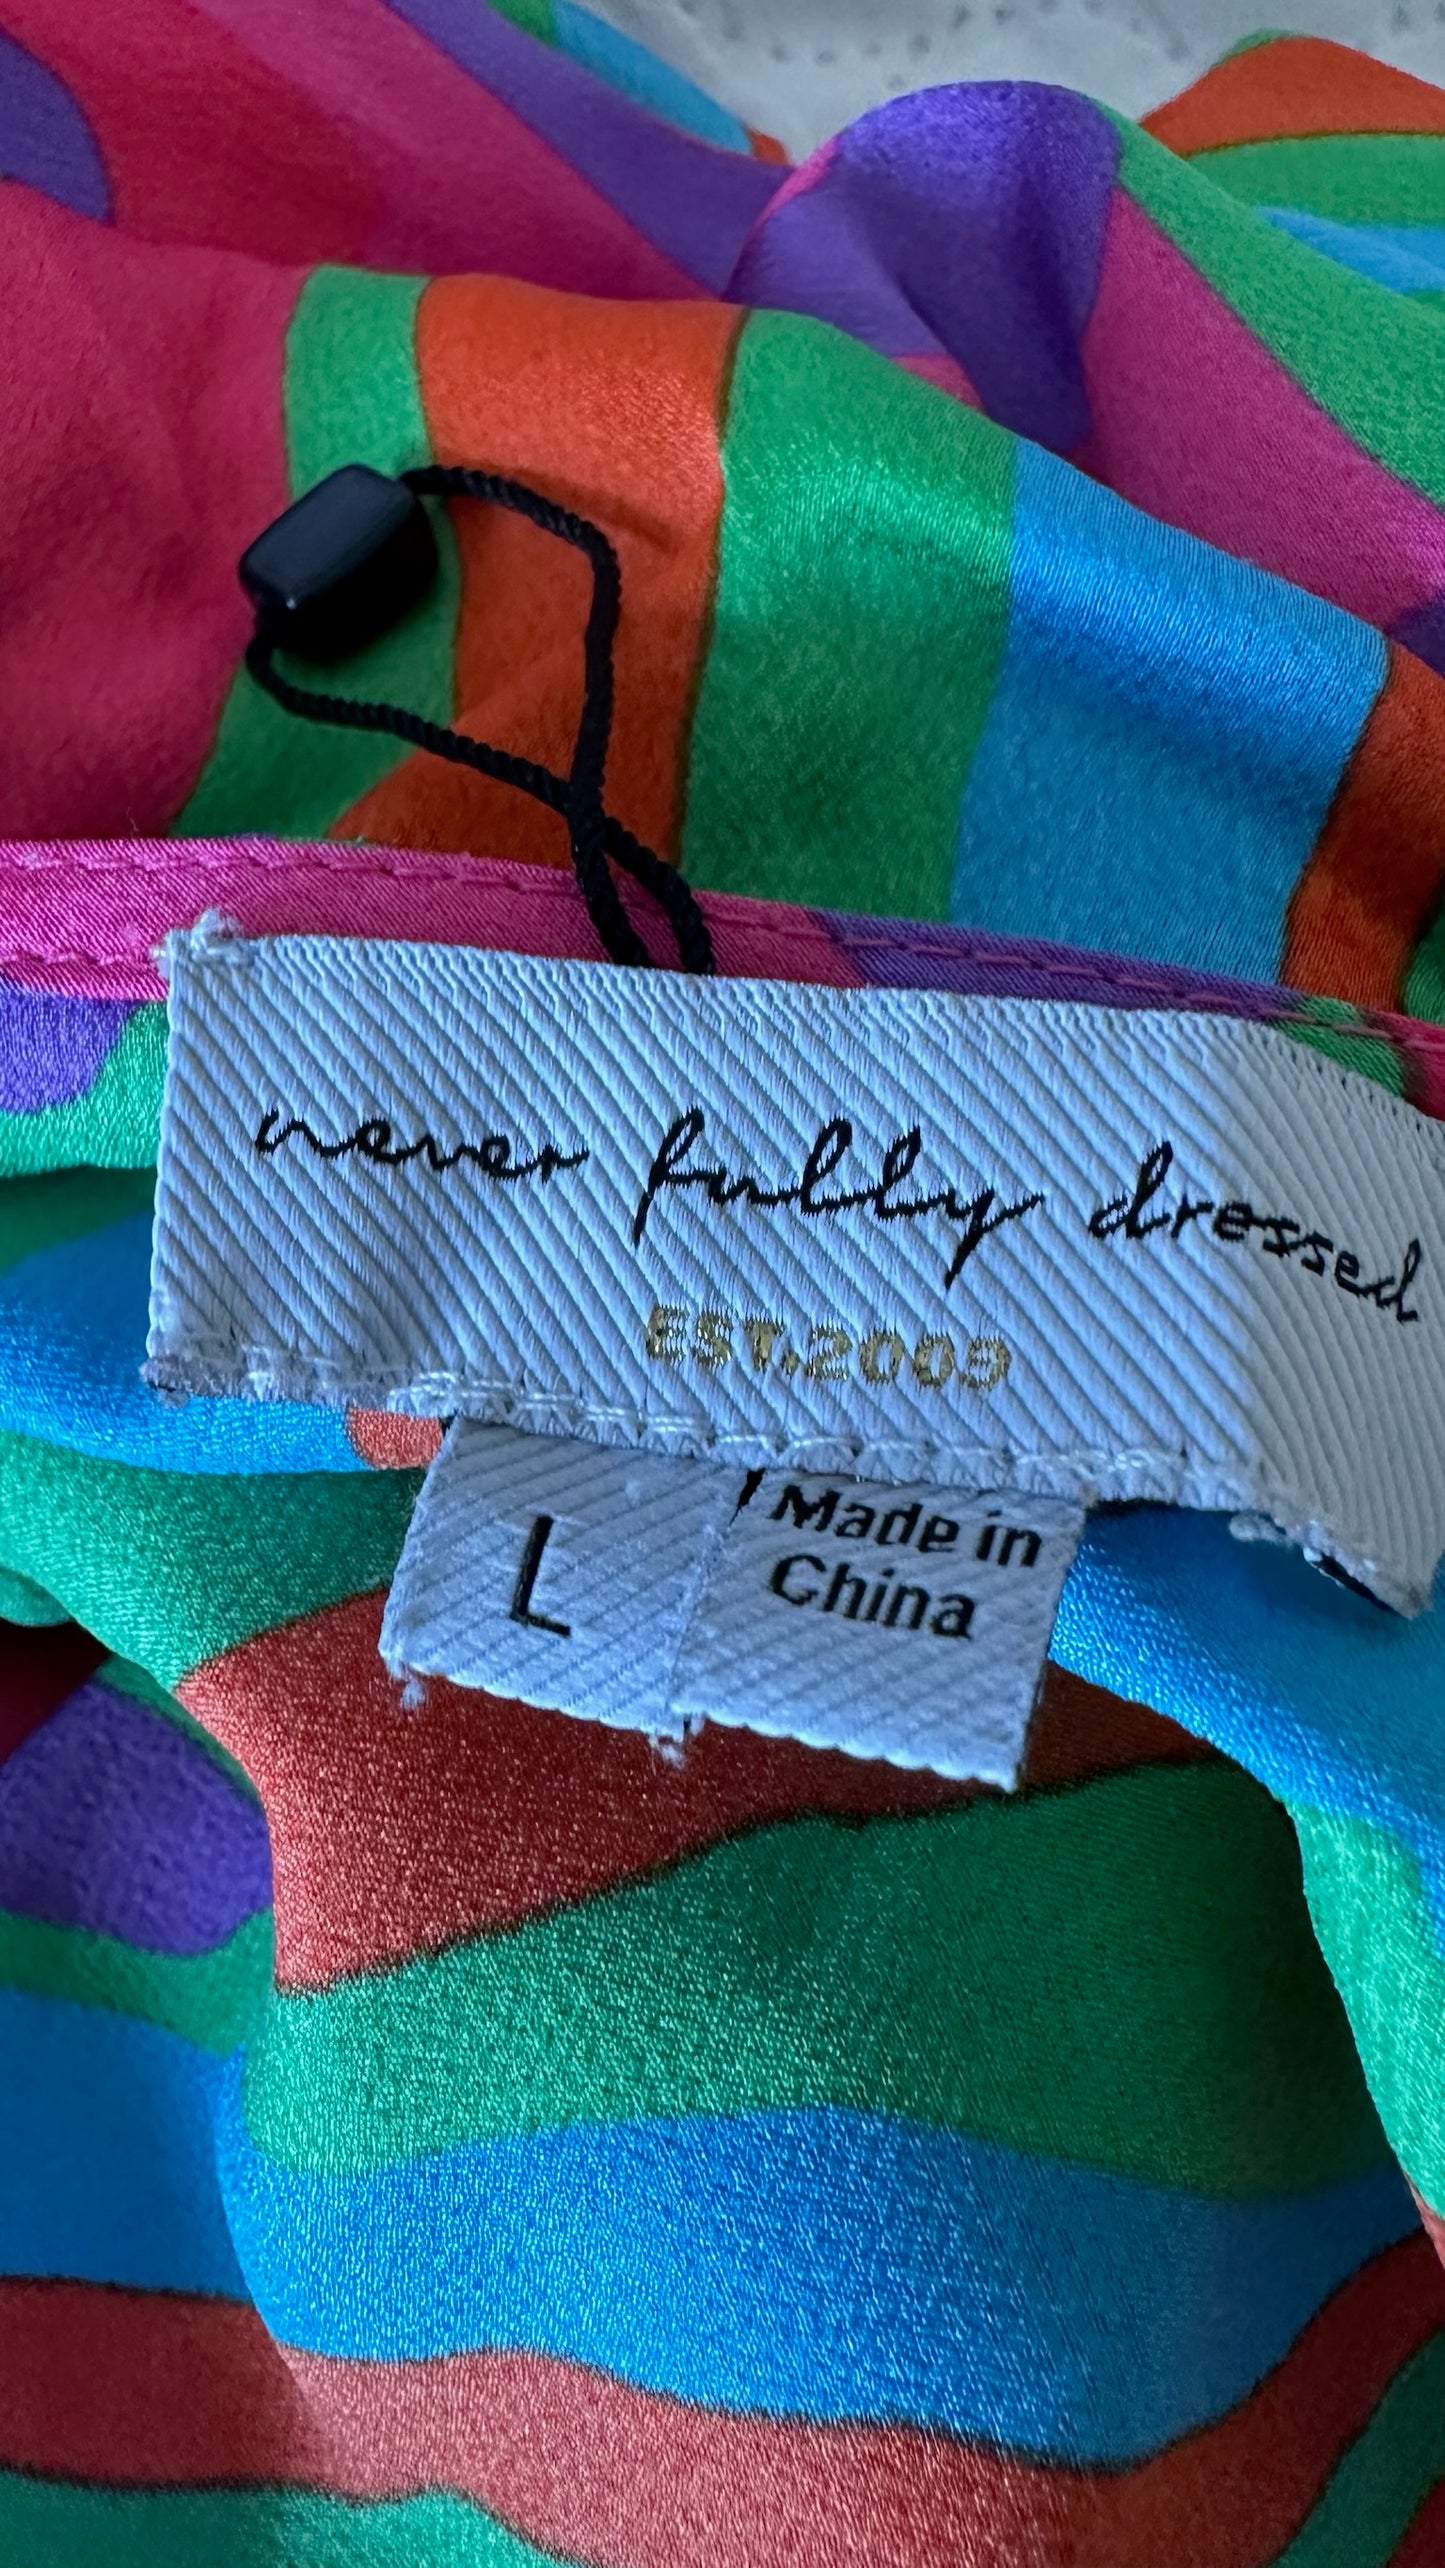 never fully dressed
EST.2009
L
Made in
China